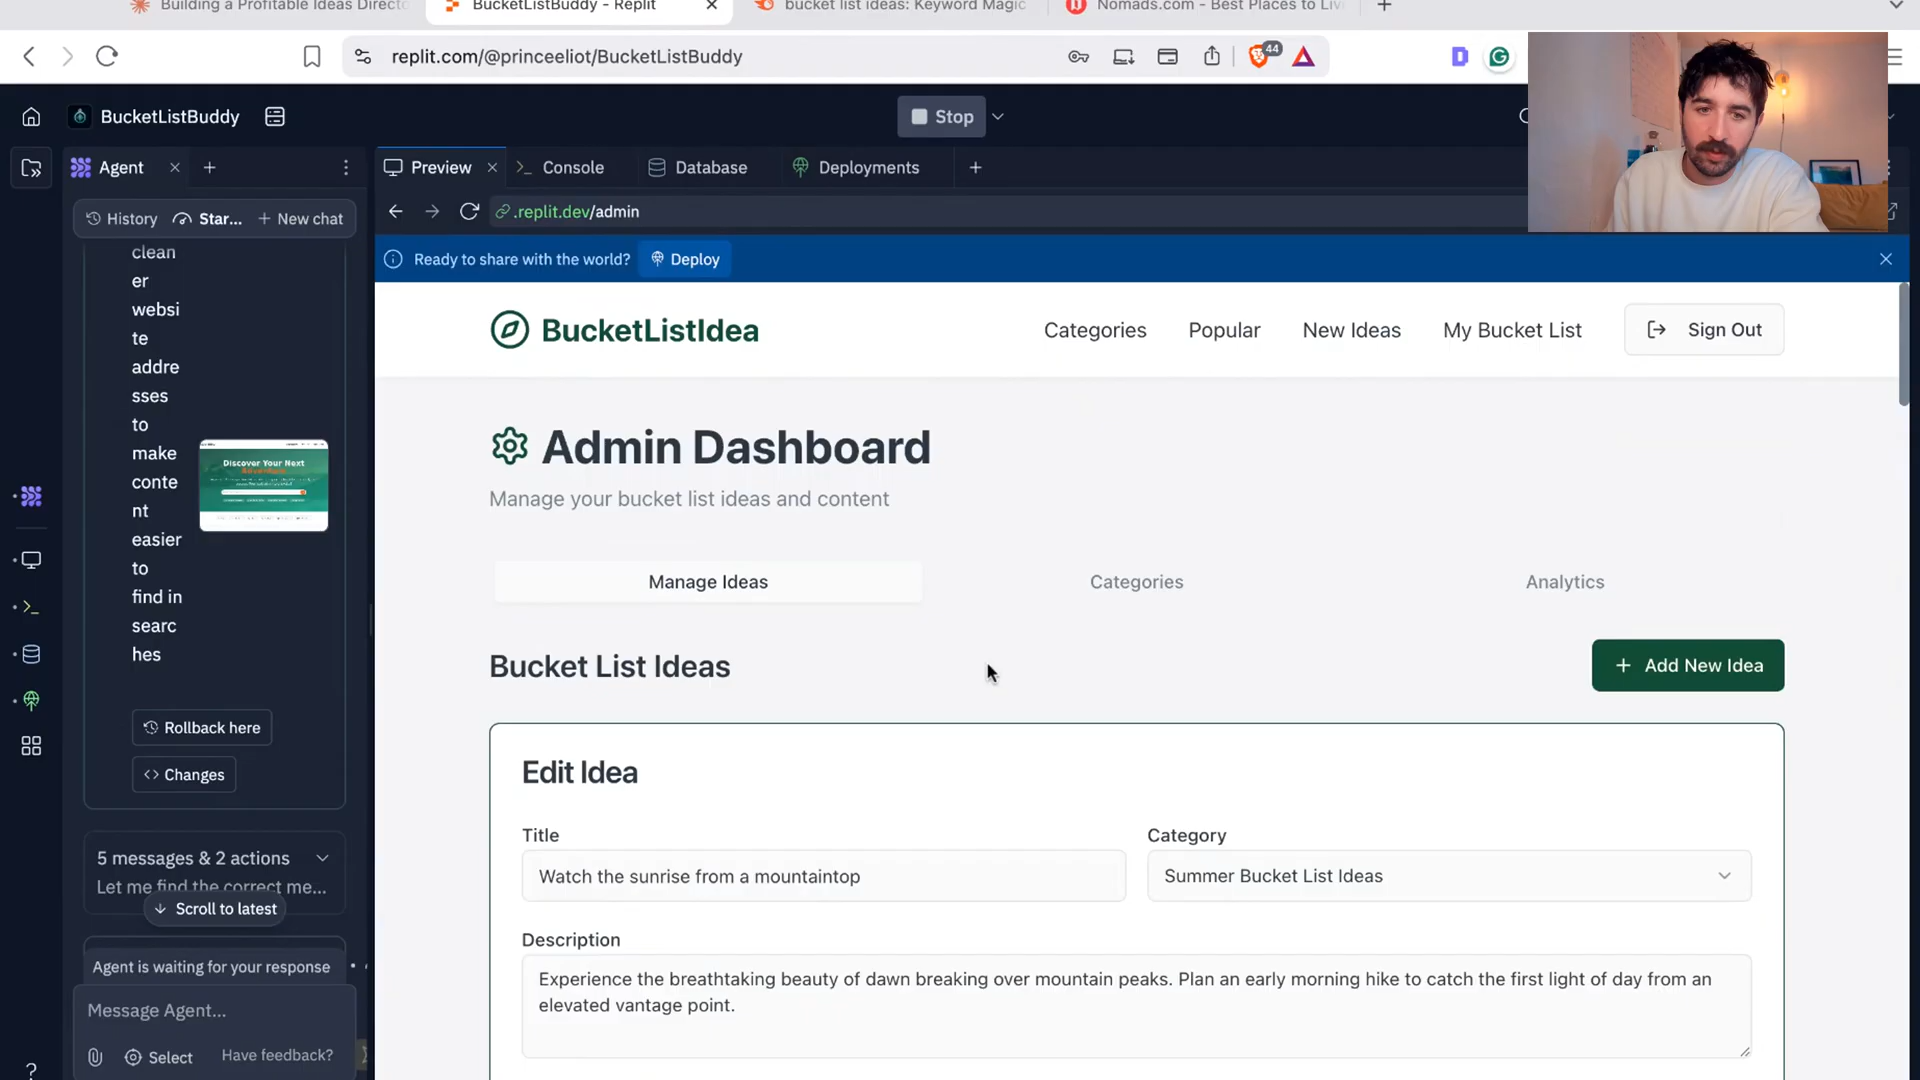 Building a Profitable Ideas Directo
BucketListBuddy - Replit
bucket list ideas: Keyword Magic
Nomads.com - Best Places to Liv
replit.com/@princeeliot/BucketListBuddy
44
D
G
BucketListBuddy
Stop
Agent
Preview
Console
Database
Deployments
History
Star...
New chat
.replit.dev/admin
Ready to share with the world?
Deploy
clean
er
websi
te
addre
sses
to
make
conte
nt
easier
to
find in
searc
hes
Discover Your Next
Adventure
Rollback here
Changes
5 messages & 2 actions
Let me find the correct me...
Scroll to latest
Agent is waiting for your response
Message Agent...
Select
Have feedback?
BucketListIdea
Categories
Popular
New Ideas
My Bucket List
Sign Out
Admin Dashboard
Manage your bucket list ideas and content
Manage Ideas
Categories
Analytics
Bucket List Ideas
Add New Idea
Edit Idea
Title
Category
Watch the sunrise from a mountaintop
Summer Bucket List Ideas
Description
Experience the breathtaking beauty of dawn breaking over mountain peaks. Plan an early morning hike to catch the first light of day from an
elevated vantage point.